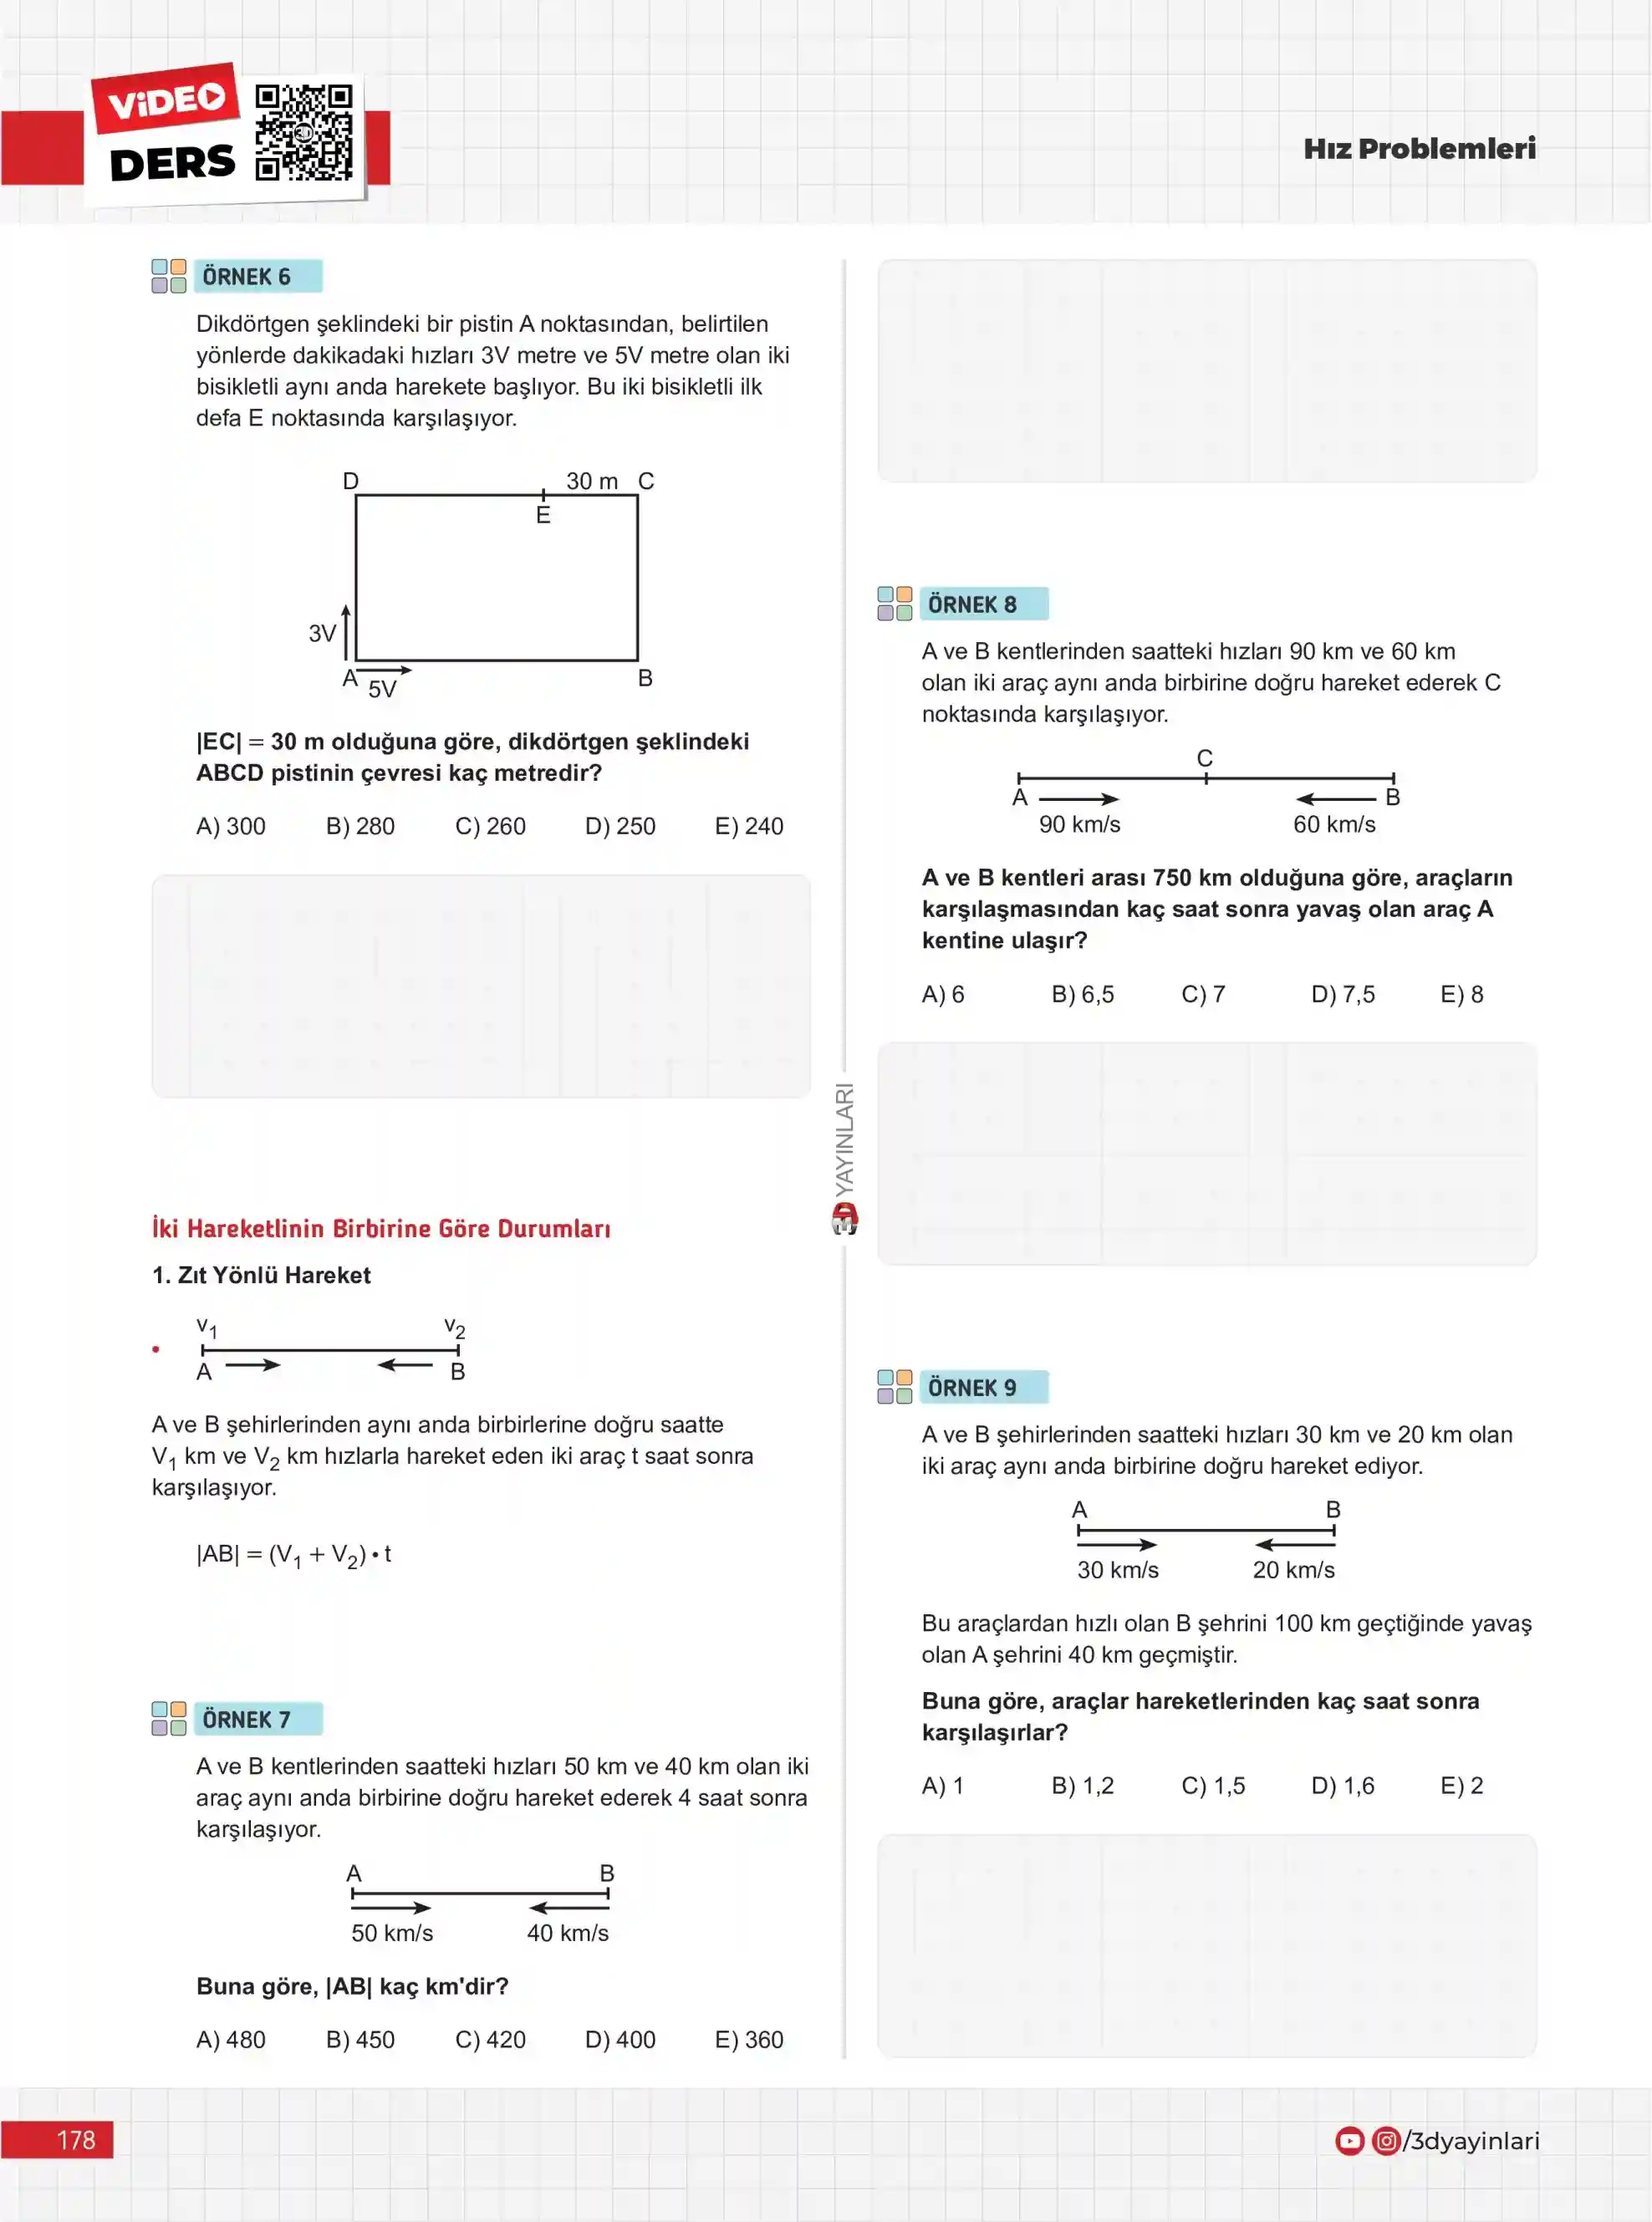 ViDEO
DERS
Hız Problemleri
ÖRNEK 6
Dikdörtgen şeklindeki bir pistin A noktasından, belirtilen
yönlerde dakikadaki hızları 3V metre ve 5V metre olan iki
bisikletli aynı anda harekete başlıyor. Bu iki bisikletli ilk
defa E noktasında karşılaşıyor.
D 30 m C
E
3V
A 5V B
|EC| = 30 m olduğuna göre, dikdörtgen şeklindeki
ABCD pistinin çevresi kaç metredir?
A) 300 B) 280 C) 260 D) 250 E) 240
İki Hareketlinin Birbirine Göre Durumları
1. Zıt Yönlü Hareket
V₁ V₂
A B
A ve B şehirlerinden aynı anda birbirlerine doğru saatte
V₁ km ve V₂ km hızlarla hareket eden iki araç t saat sonra
karşılaşıyor.
|AB| = (V₁ + V₂) • t
ÖRNEK 7
A ve B kentlerinden saatteki hızları 50 km ve 40 km olan iki
araç aynı anda birbirine doğru hareket ederek 4 saat sonra
karşılaşıyor.
A B
50 km/s 40 km/s
Buna göre, |AB| kaç km'dir?
A) 480 B) 450 C) 420 D) 400 E) 360
3D YAYINLARI
ÖRNEK 8
A ve B kentlerinden saatteki hızları 90 km ve 60 km
olan iki araç aynı anda birbirine doğru hareket ederek C
noktasında karşılaşıyor.
C
A B
90 km/s 60 km/s
A ve B kentleri arası 750 km olduğuna göre, araçların
karşılaşmasından kaç saat sonra yavaş olan araç A
kentine ulaşır?
A) 6 B) 6,5 C) 7 D) 7,5 E) 8
ÖRNEK 9
A ve B şehirlerinden saatteki hızları 30 km ve 20 km olan
iki araç aynı anda birbirine doğru hareket ediyor.
A B
30 km/s 20 km/s
Bu araçlardan hızlı olan B şehrini 100 km geçtiğinde yavaş
olan A şehrini 40 km geçmiştir.
Buna göre, araçlar hareketlerinden kaç saat sonra
karşılaşırlar?
A) 1 B) 1,2 C) 1,5 D) 1,6 E) 2
178
/3dyayinlari